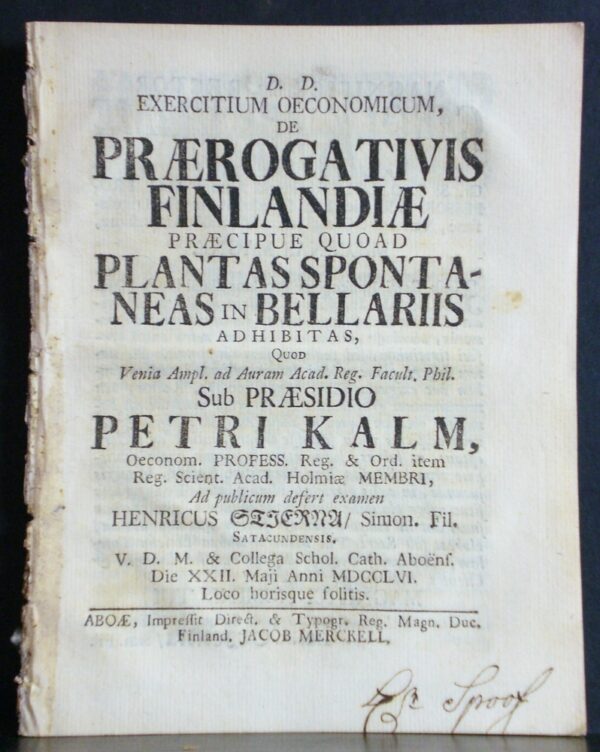 D. D.
EXERCITIUM OECONOMICUM,
DE
PRÆROGATIVIS
FINLANDIÆ
PRÆCIPUE QUOAD
PLANTAS SPONTA-
NEAS IN BELLARIIS
ADHIBITAS,
QUOD
Venia Ampl. ad Auram Acad. Reg. Facult. Phil.
Sub PRÆSIDIO
PETRI KALM,
Oeconom. PROFESS. Reg. & Ord. item
Reg. Scient. Acad. Holmiæ MEMBRI,
Ad publicum defert examen
HENRICUS STJERNA/ Simon. Fil.
SATACUNDENSIS.
V. D. M. & Collega Schol. Cath. Aboënſ.
Die XXII. Maji Anni MDCCLVI.
Loco horisque ſolitis.
ABOÆ, Impreſſit Direct. & Typogr. Reg. Magn. Duc.
Finland. JACOB MERCKELL.